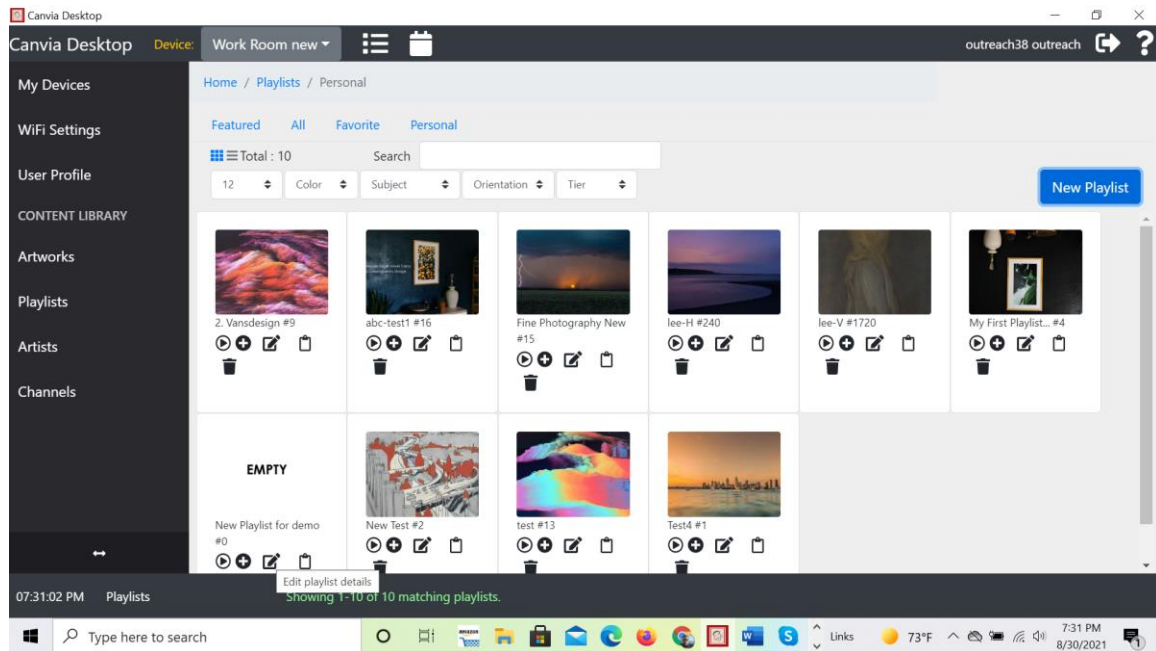 Canvia Desktop
Canvia Desktop Device: Work Room new outreach38 outreach ?
My Devices
WiFi Settings
User Profile
CONTENT LIBRARY
Artworks
Playlists
Artists
Channels
Home / Playlists / Personal
Featured All Favorite Personal
Total : 10 Search
12 Color Subject Orientation Tier
New Playlist
2. Vansdesign #9
abc-test1 #16
Fine Photography New
#15
lee-H #240
lee-V #1720
My First Playlist... #4
EMPTY
New Playlist for demo
#0
New Test #2
test #13
Test4 #1
Edit playlist details
07:31:02 PM Playlists Showing 1-10 of 10 matching playlists.
Type here to search
amazon
Links
73°F
7:31 PM
8/30/2021
1